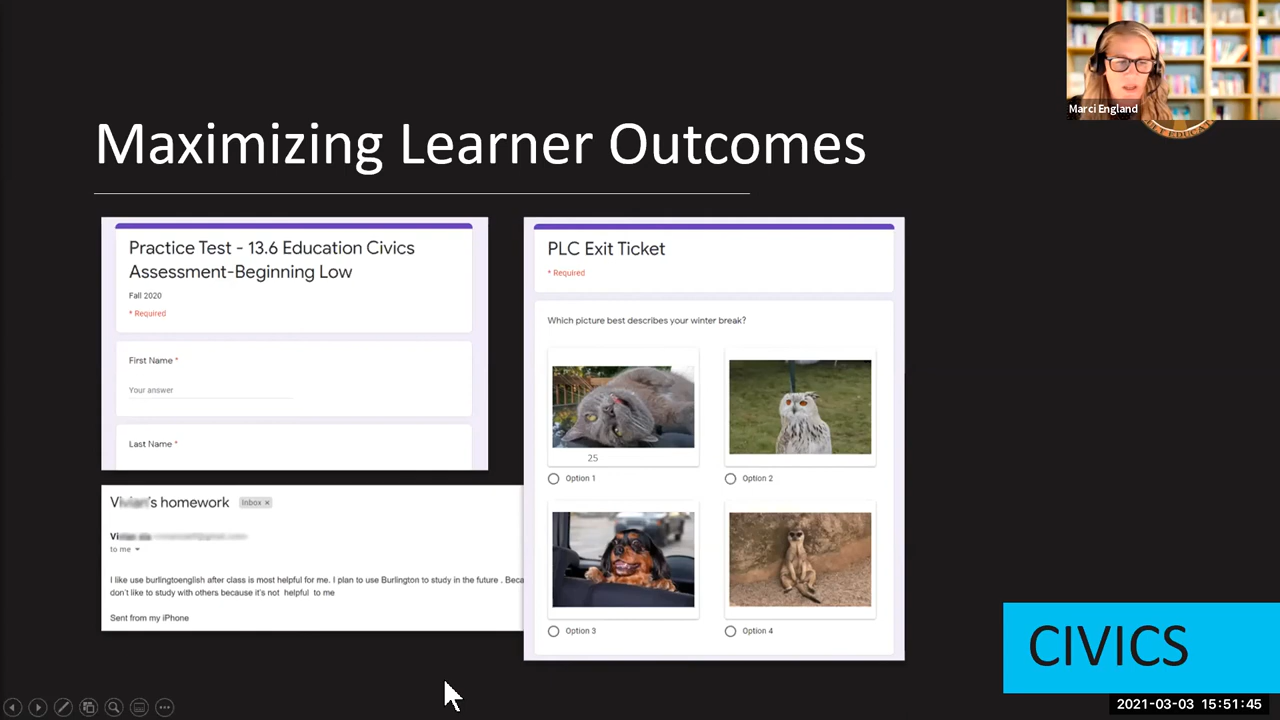 Marci England
Maximizing Learner Outcomes
Practice Test - 13.6 Education Civics
Assessment-Beginning Low
Fall 2020
* Required
First Name *
Your answer
Last Name *
's homework
Inbox ×
to me
I like use burlingtoenglish after class is most helpful for me. I plan to use Burlington to study in the future . Beca
don't like to study with others because it's not helpful to me
Sent from my iPhone
PLC Exit Ticket
* Required
Which picture best describes your winter break?
25
Option 1
Option 2
Option 3
Option 4
CIVICS
2021-03-03 15:51:45